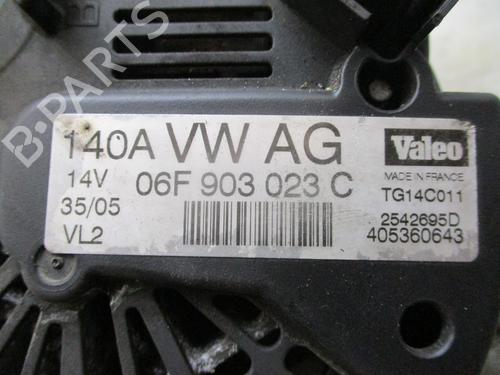 B
B-PARTS
140A VW AG
Valeo
14V
06F 903 023 C
MADE IN FRANCE
TG14C011
35/05
2542695D
VL2
405360643